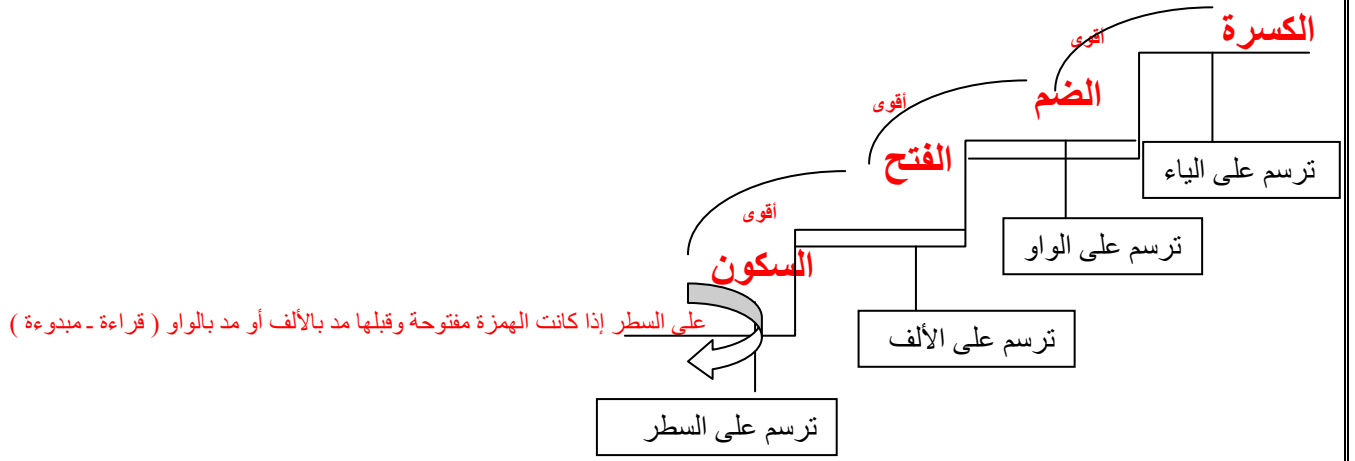 الكسرة
أقوى
الضم
أقوى
الفتح
ترسم على الياء
أقوى
ترسم على الواو
السكون
على السطر إذا كانت الهمزة مفتوحة وقبلها مد بالألف أو مد بالواو ( قراءة ـ مبدوءة )
ترسم على الألف
ترسم على السطر